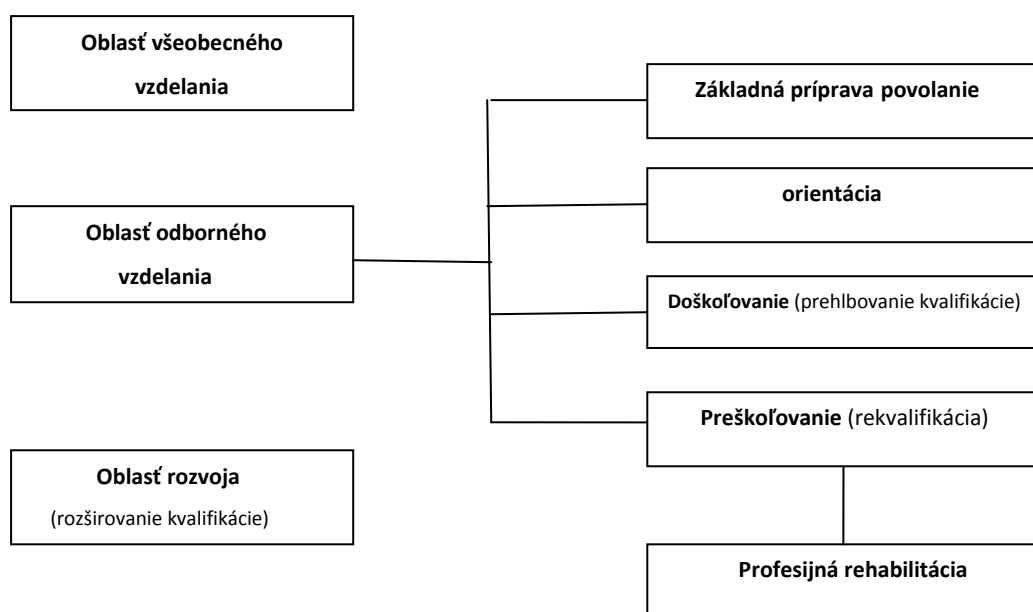 Oblasť všeobecného
vzdelania
Základná príprava povolanie
orientácia
Oblasť odborného
vzdelania
Doškoľovanie (prehlbovanie kvalifikácie)
Preškoľovanie (rekvalifikácia)
Oblasť rozvoja
(rozširovanie kvalifikácie)
Profesijná rehabilitácia